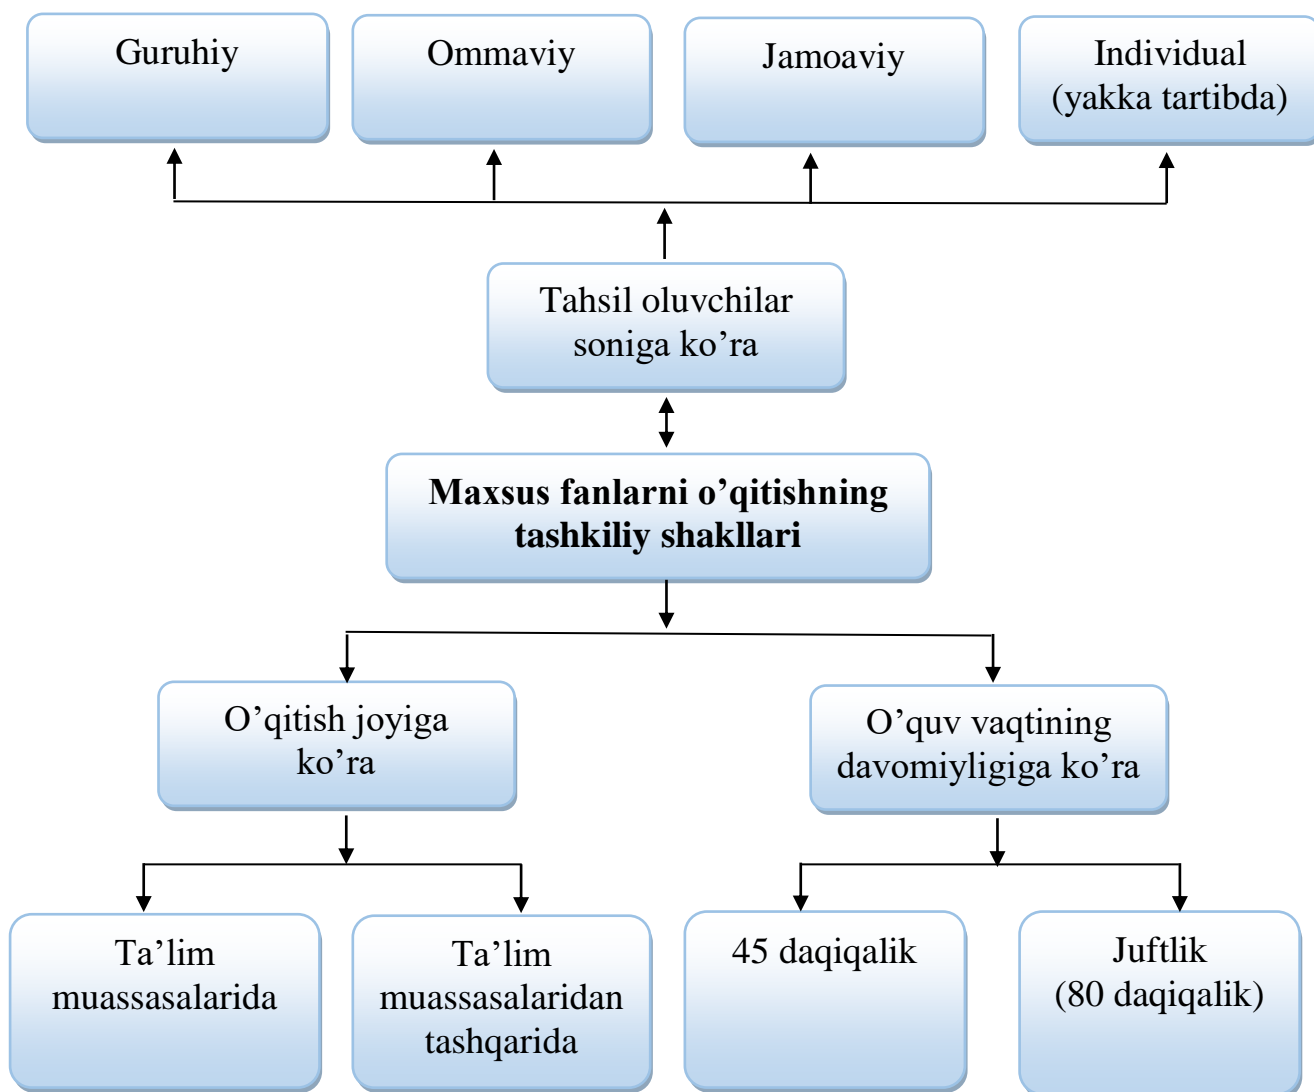 Guruhiy
Ommaviy
Jamoaviy
Individual
(yakka tartibda)
Tahsil oluvchilar
soniga ko’ra
Maxsus fanlarni o’qitishning
tashkiliy shakllari
O’qitish joyiga
ko’ra
O’quv vaqtining
davomiyligiga ko’ra
Ta’lim
muassasalarida
Ta’lim
muassasalaridan
tashqarida
45 daqiqalik
Juftlik
(80 daqiqalik)